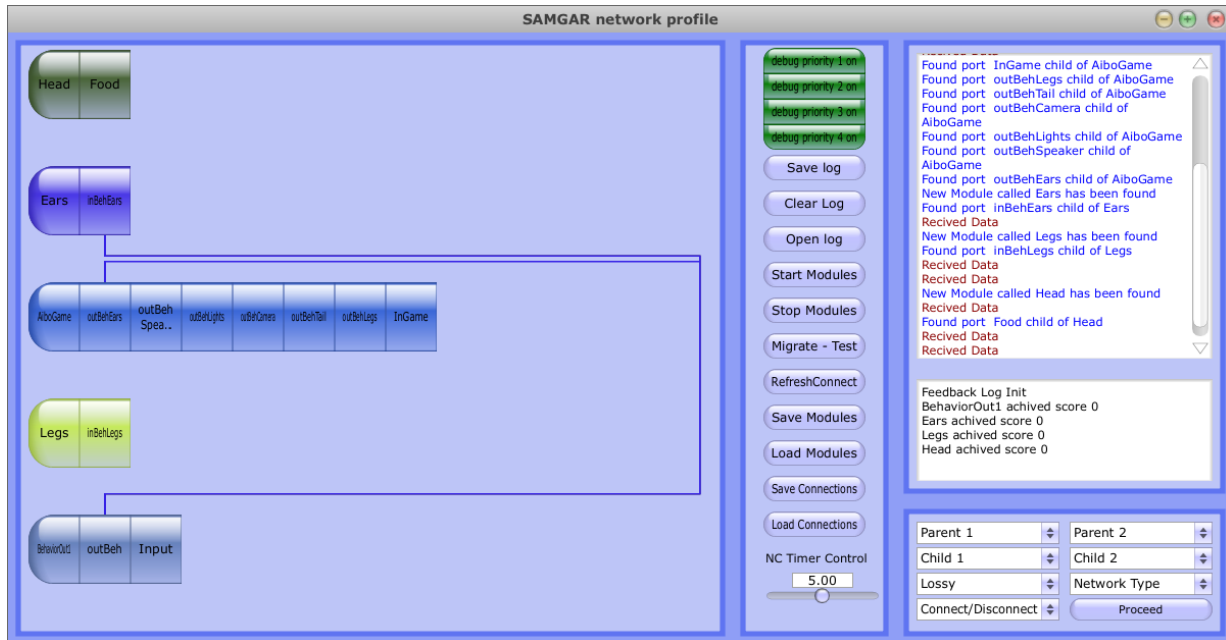 SAMGAR network profile
Head Food
Ears inBehEars
AiboGame outBehEars outBeh Spea.. outBehLights outBehCamera outBehTail outBehLegs InGame
Legs inBehLegs
BehaviorOut1 outBeh Input
debug priority 1 on
debug priority 2 on
debug priority 3 on
debug priority 4 on
Save log
Clear Log
Open log
Start Modules
Stop Modules
Migrate - Test
RefreshConnect
Save Modules
Load Modules
Save Connections
Load Connections
NC Timer Control
5.00
Recived Data
Found port InGame child of AiboGame
Found port outBehLegs child of AiboGame
Found port outBehTail child of AiboGame
Found port outBehCamera child of
AiboGame
Found port outBehLights child of AiboGame
Found port outBehSpeaker child of
AiboGame
Found port outBehEars child of AiboGame
New Module called Ears has been found
Found port inBehEars child of Ears
Recived Data
New Module called Legs has been found
Found port inBehLegs child of Legs
Recived Data
Recived Data
New Module called Head has been found
Recived Data
Found port Food child of Head
Recived Data
Recived Data
Feedback Log Init
BehaviorOut1 achived score 0
Ears achived score 0
Legs achived score 0
Head achived score 0
Parent 1 Parent 2
Child 1 Child 2
Lossy Network Type
Connect/Disconnect Proceed